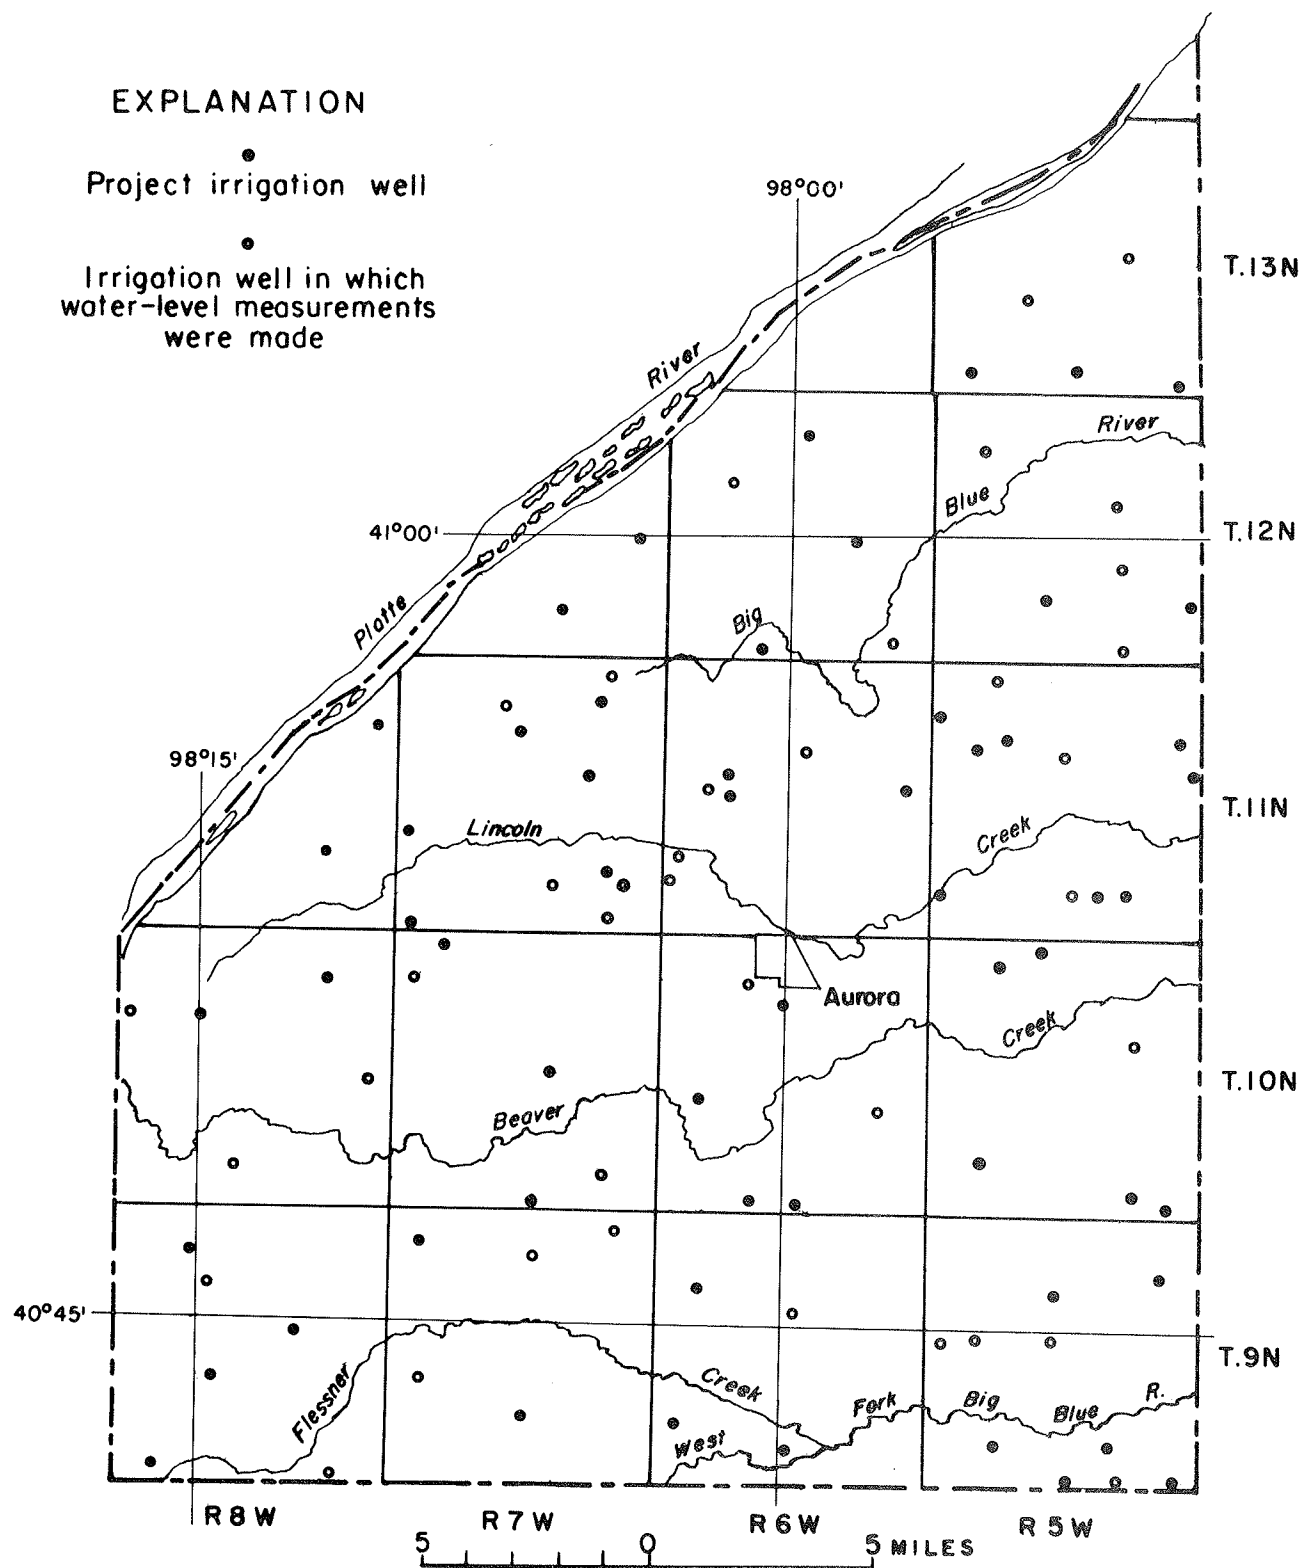 EXPLANATION
Project irrigation well
Irrigation well in which
water-level measurements
were made
98°00'
T.13N
River
River
Blue
41°00'
T.12N
Platte
Big
98°15'
T.11N
Lincoln
Creek
Aurora
Creek
T.10N
Beaver
40°45'
T.9N
Flessner
Creek
Fork
Big
Blue
R.
West
R8W
R7W
R6W
R5W
5 0 5 MILES